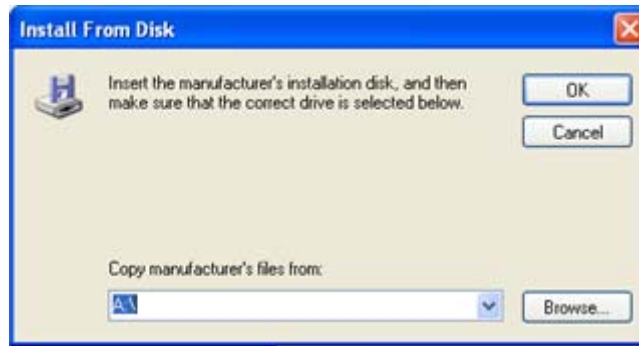 Install From Disk
Insert the manufacturer's installation disk, and then
make sure that the correct drive is selected below.
OK
Cancel
Copy manufacturer's files from:
A:\
Browse...